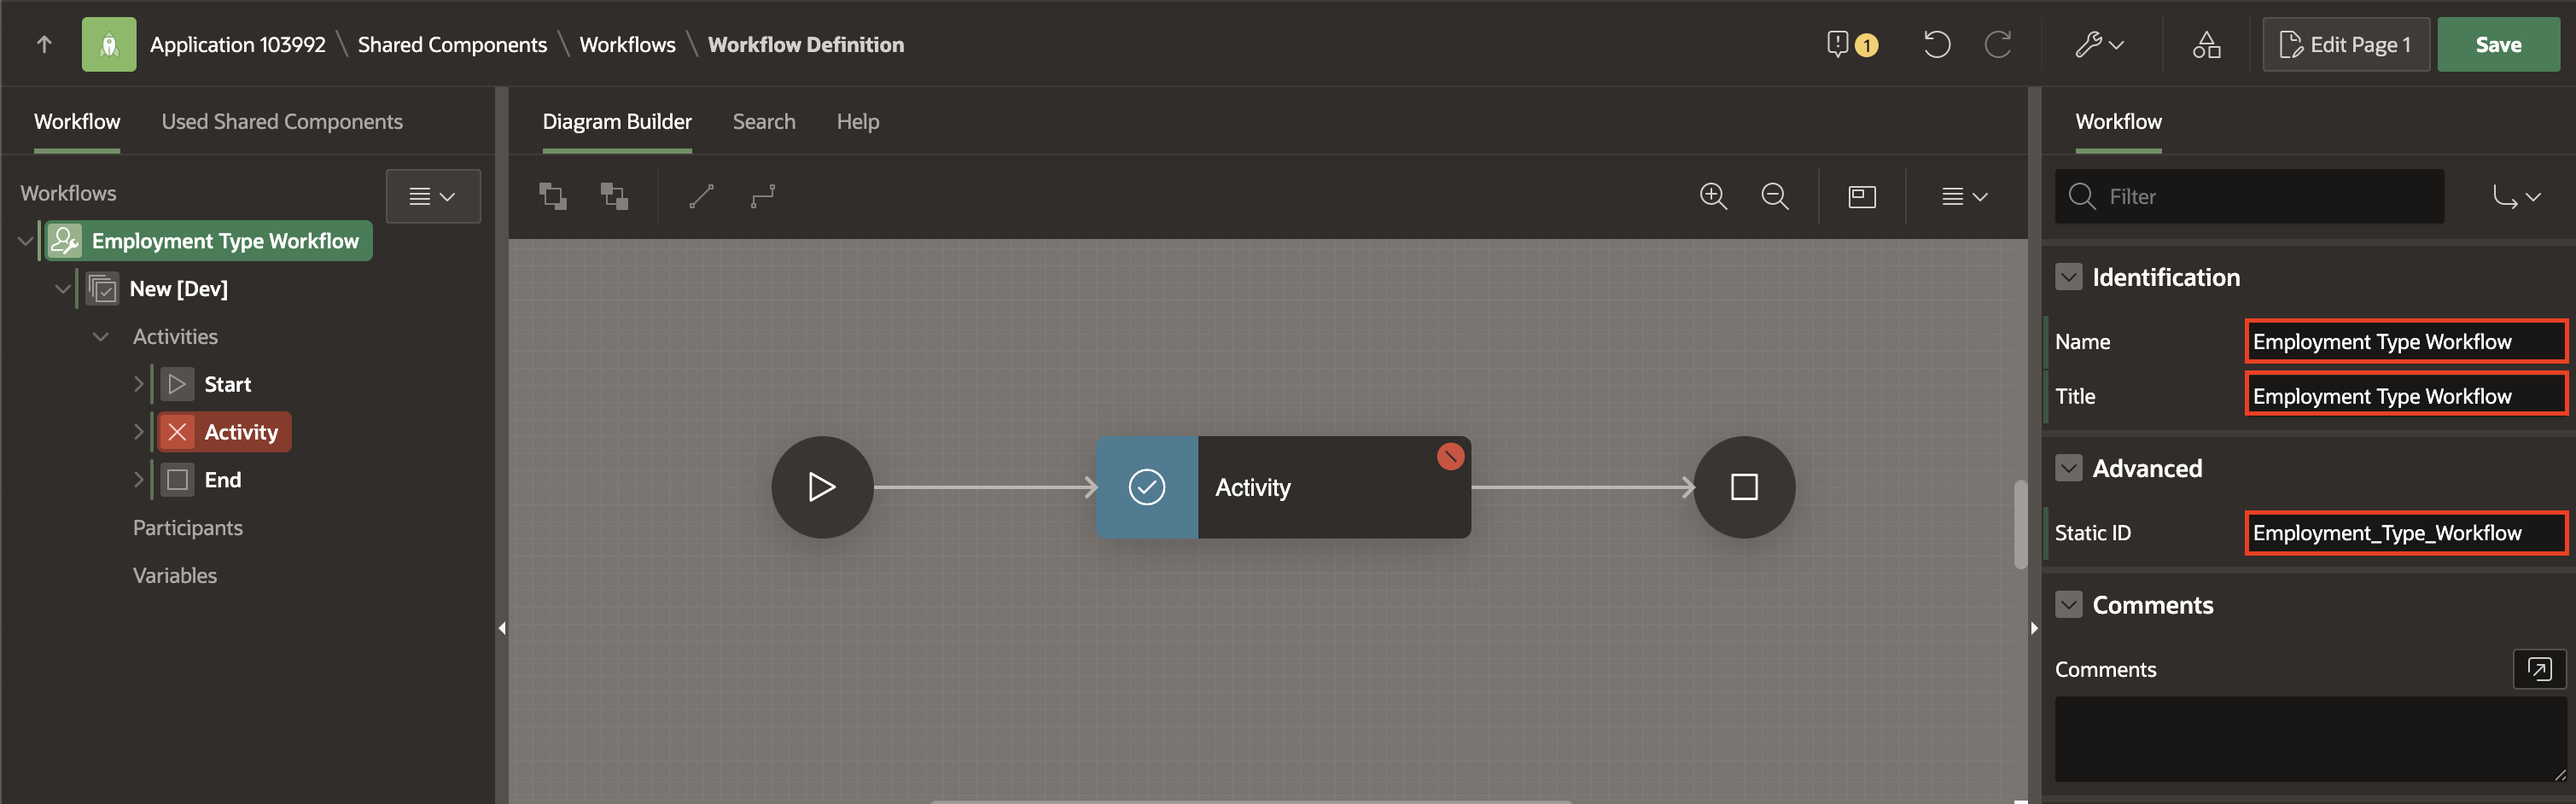 Application 103992 \ Shared Components \ Workflows \ Workflow Definition
1
Edit Page 1
Save
Workflow
Used Shared Components
Workflows
Employment Type Workflow
New [Dev]
Activities
Start
Activity
End
Participants
Variables
Diagram Builder
Search
Help
Activity
Workflow
Filter
Identification
Name
Employment Type Workflow
Title
Employment Type Workflow
Advanced
Static ID
Employment_Type_Workflow
Comments
Comments